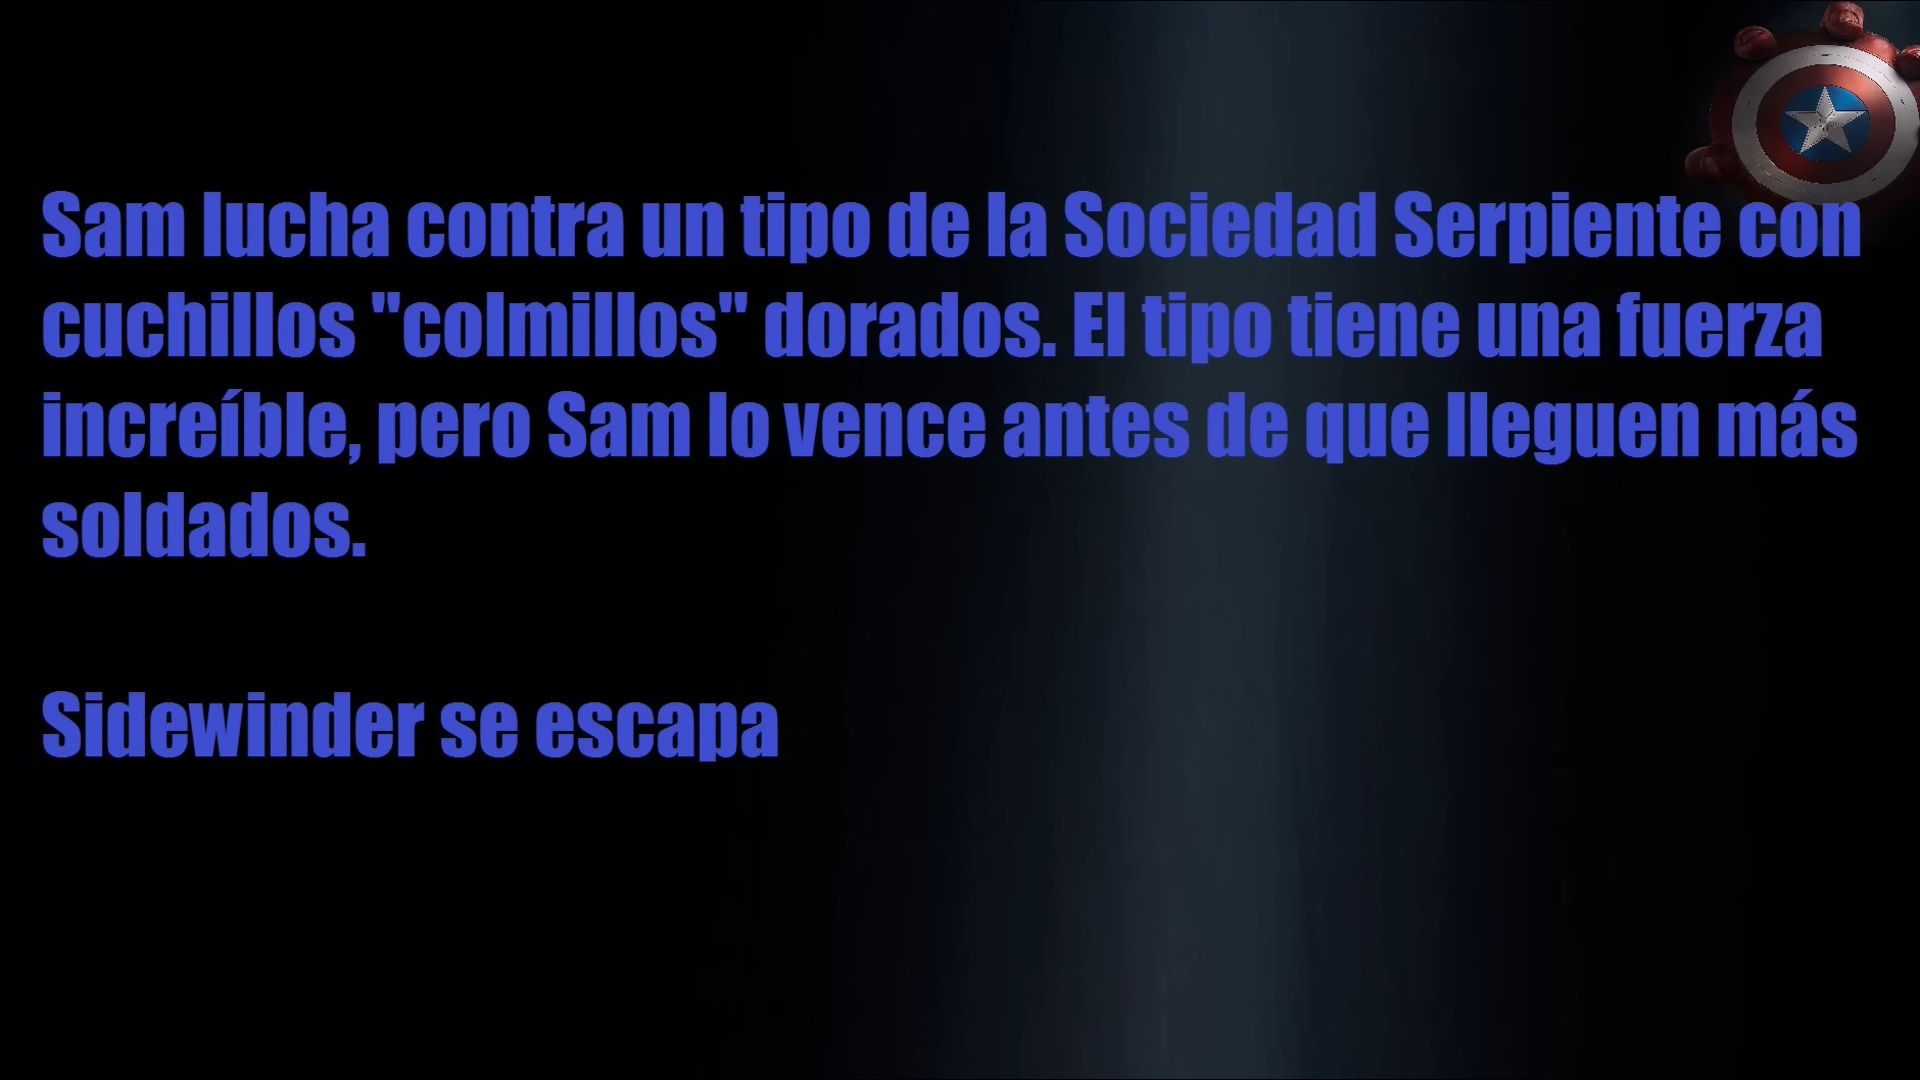 Sam lucha contra un tipo de la Sociedad Serpiente con
cuchillos "colmillos" dorados. El tipo tiene una fuerza
increíble, pero Sam lo vence antes de que lleguen más
soldados.
Sidewinder se escapa